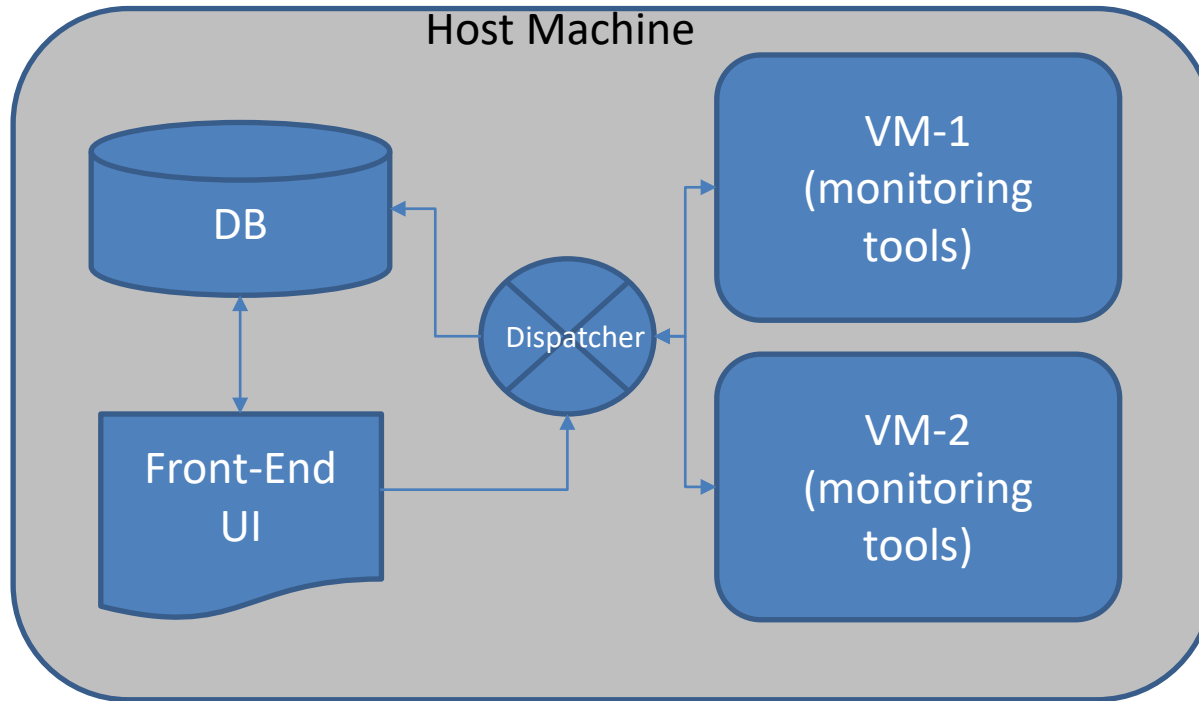 Host Machine
DB
Front-End
UI
Dispatcher
VM-1
(monitoring
tools)
VM-2
(monitoring
tools)